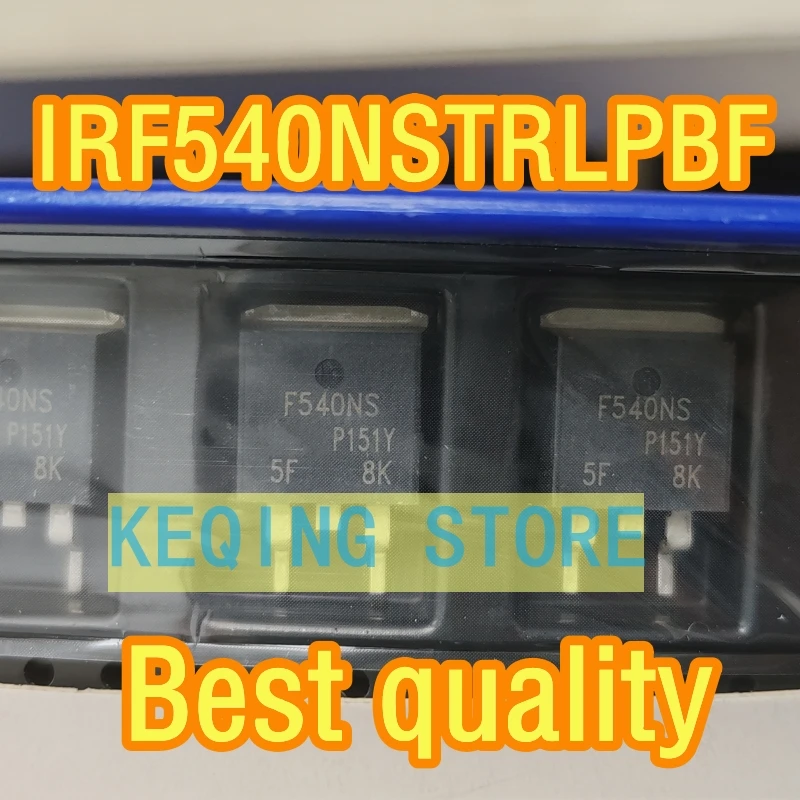 IRF540NSTRLPBF
40NS
P151Y
8K
F540NS
P151Y
5F 8K
F540NS
P151Y
5F 8K
KEQING STORE
Best quality